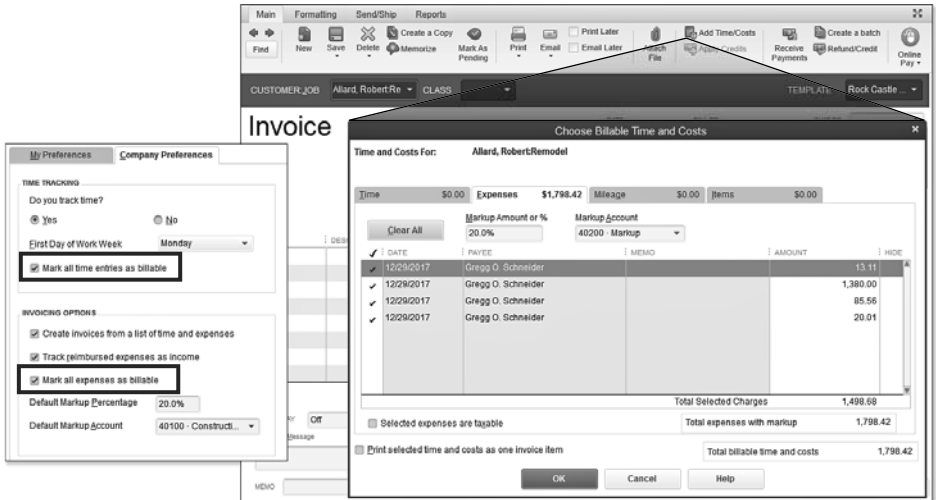 Main Formatting Send/Ship Reports
Find New Save Delete Create a Copy Memorize Mark As Pending Print Email Print Later Email Later Attach File Add Time/Costs Apply Credits Receive Payments Create a batch Refund/Credit Online Pay
CUSTOMER:JOB Allard, Robert:Re CLASS TEMPLATE Rock Castle ...
Invoice
My Preferences Company Preferences
TIME TRACKING
Do you track time?
Yes No
First Day of Work Week Monday
Mark all time entries as billable
INVOICING OPTIONS
Create invoices from a list of time and expenses
Track reimbursed expenses as income
Mark all expenses as billable
Default Markup Percentage 20.0%
Default Markup Account 40100 · Constructi...
Choose Billable Time and Costs
Time and Costs For: Allard, Robert:Remodel
Time $0.00 Expenses $1,798.42 Mileage $0.00 Items $0.00
Markup Amount or % Markup Account
Clear All 20.0% 40200 · Markup
DATE PAYEE MEMO AMOUNT HIDE
12/29/2017 Gregg O. Schneider 13.11
12/29/2017 Gregg O. Schneider 1,380.00
12/29/2017 Gregg O. Schneider 85.56
12/29/2017 Gregg O. Schneider 20.01
Total Selected Charges 1,498.68
Selected expenses are taxable Total expenses with markup 1,798.42
Print selected time and costs as one invoice item Total billable time and costs 1,798.42
OK Cancel Help
DESC
Off
Message
MEMO